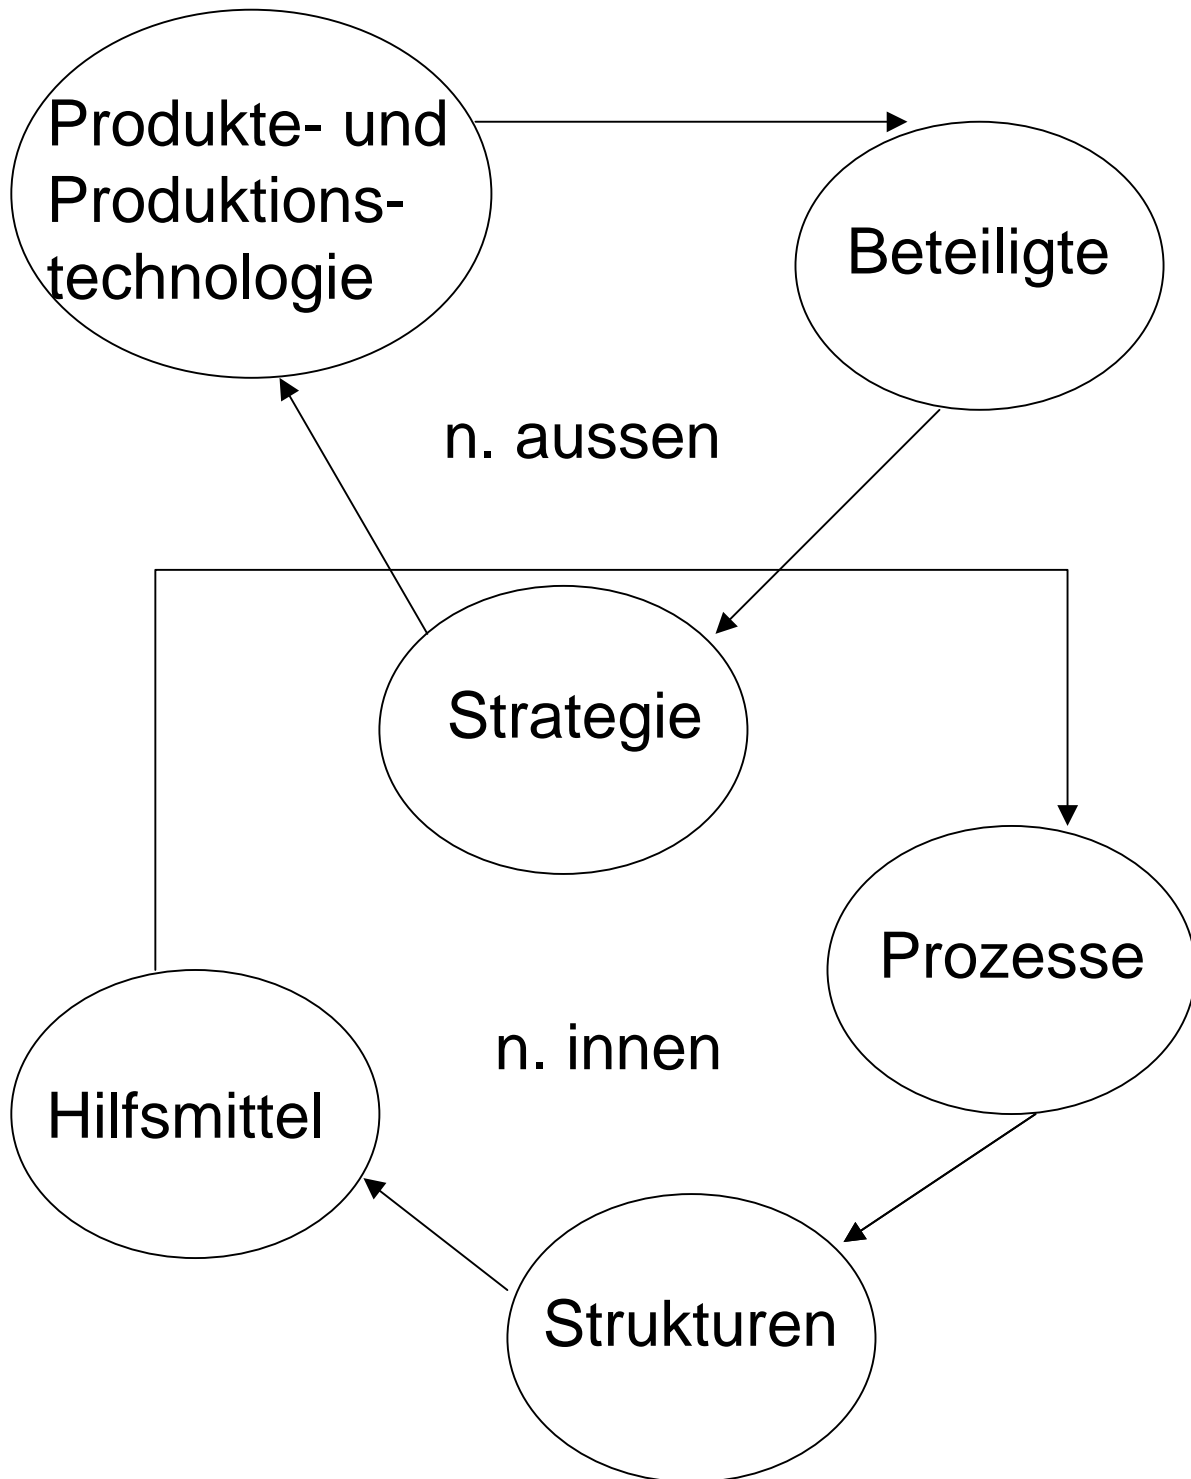 Produkte- und
Produktions-
technologie
Beteiligte
n. aussen
Strategie
Prozesse
n. innen
Hilfsmittel
Strukturen